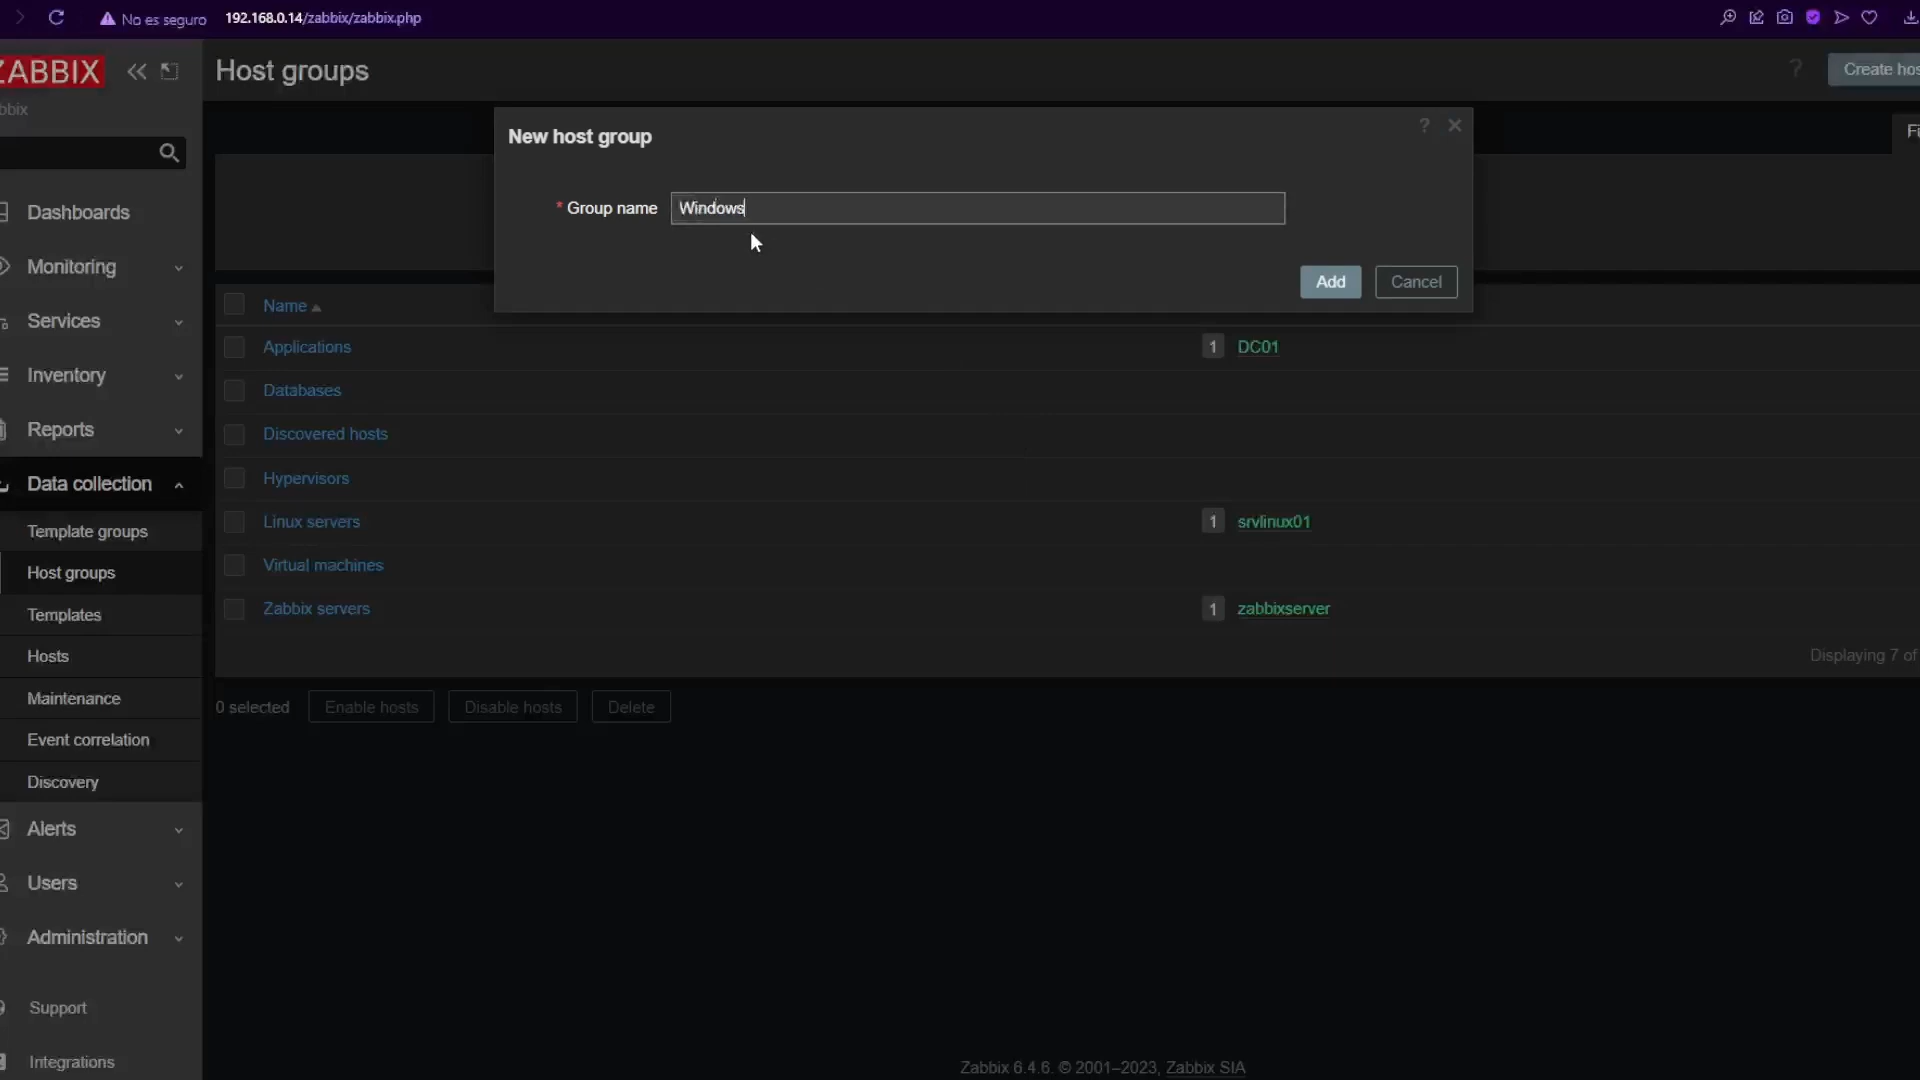 No es seguro 192.168.0.14/zabbix/zabbix.php
ZABBIX
Host groups
?
Create hos
bbix
New host group
?
* Group name Windows
Add Cancel
Dashboards
Monitoring
Services
Inventory
Reports
Data collection
Template groups
Host groups
Templates
Hosts
Maintenance
Event correlation
Discovery
Alerts
Users
Administration
Support
Integrations
Name
Applications 1 DC01
Databases
Discovered hosts
Hypervisors
Linux servers 1 srvlinux01
Virtual machines
Zabbix servers 1 zabbixserver
Displaying 7 of
0 selected Enable hosts Disable hosts Delete
Zabbix 6.4.6. © 2001–2023, Zabbix SIA